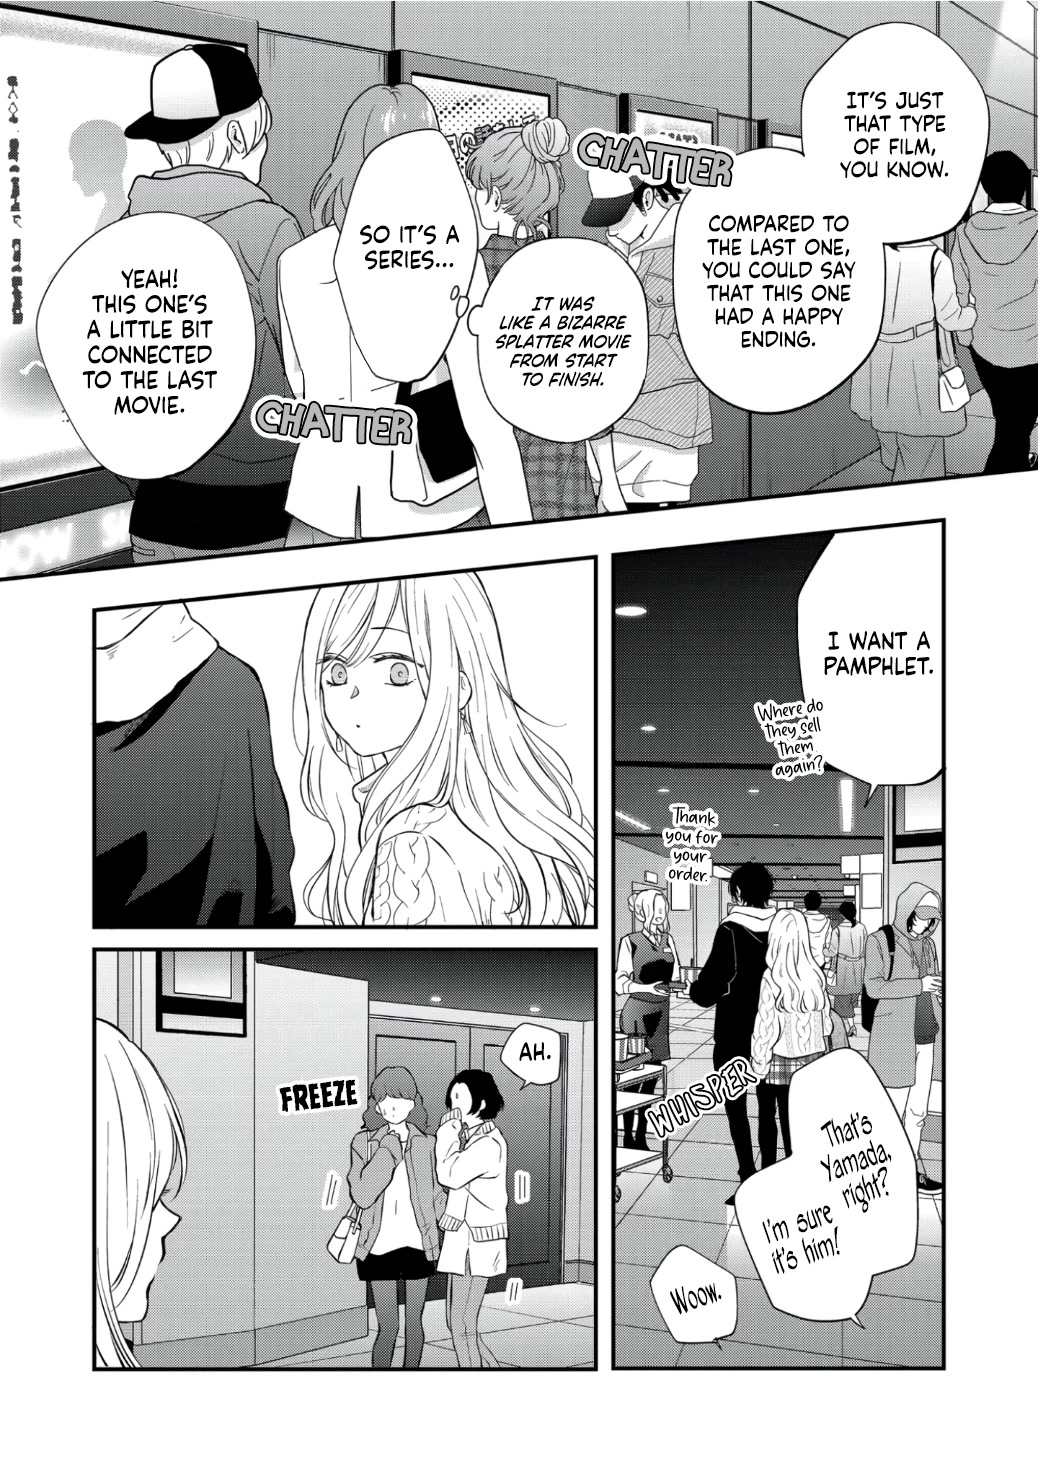 IT'S JUST
THAT TYPE
OF FILM,
YOU KNOW.
COMPARED TO
THE LAST ONE,
YOU COULD SAY
THAT THIS ONE
HAD A HAPPY
ENDING.
CHATTER
IT WAS
LIKE A BIZARRE
SPLATTER MOVIE
FROM START
TO FINISH.
SO IT'S A
SERIES...
YEAH!
THIS ONE'S
A LITTLE BIT
CONNECTED
TO THE LAST
MOVIE.
CHATTER
I WANT A
PAMPHLET.
Where do
they sell
them
again?
Thank
you for
your
order.
WHISPER
That's
Yamada,
right?
I'm sure
it's him!
Woow.
AH.
FREEZE